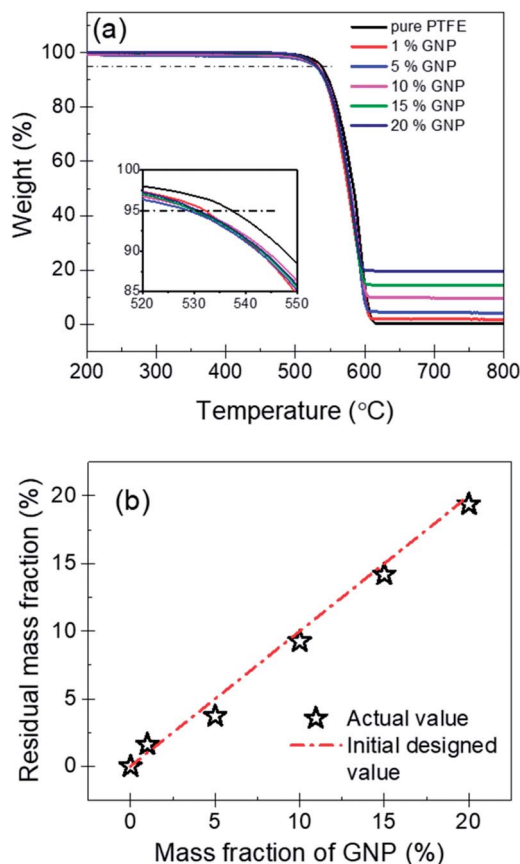 (a)
pure PTFE
1 % GNP
5 % GNP
10 % GNP
15 % GNP
20 % GNP
Weight (%)
100
80
60
40
20
0
100
95
90
85
520 530 540 550
200 300 400 500 600 700 800
Temperature (°C)
(b)
Residual mass fraction (%)
20
15
10
5
0
Actual value
Initial designed
value
0 5 10 15 20
Mass fraction of GNP (%)